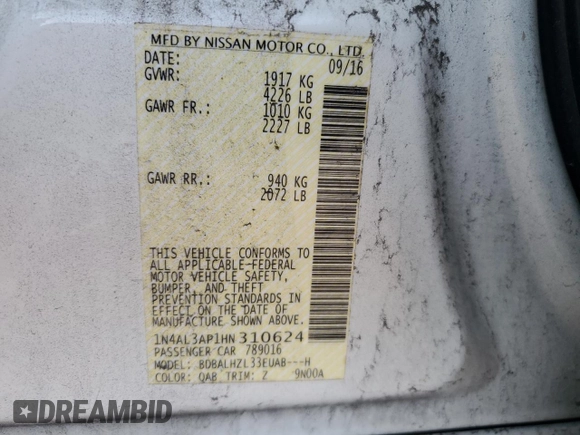 MFD BY NISSAN MOTOR CO., LTD.
DATE: 09/16
GVWR: 1917 KG
4226 LB
GAWR FR.: 1010 KG
2227 LB
GAWR RR.: 940 KG
2072 LB
THIS VEHICLE CONFORMS TO
ALL APPLICABLE FEDERAL
MOTOR VEHICLE SAFETY,
BUMPER, AND THEFT
PREVENTION STANDARDS IN
EFFECT ON THE DATE OF
MANUFACTURE SHOWN ABOVE.
1N4AL3AP1HN310624
PASSENGER CAR 789016
MODEL: BDBALHZL33EUAB---H
COLOR: QAB TRIM: Z 9N00A
DREAMBID